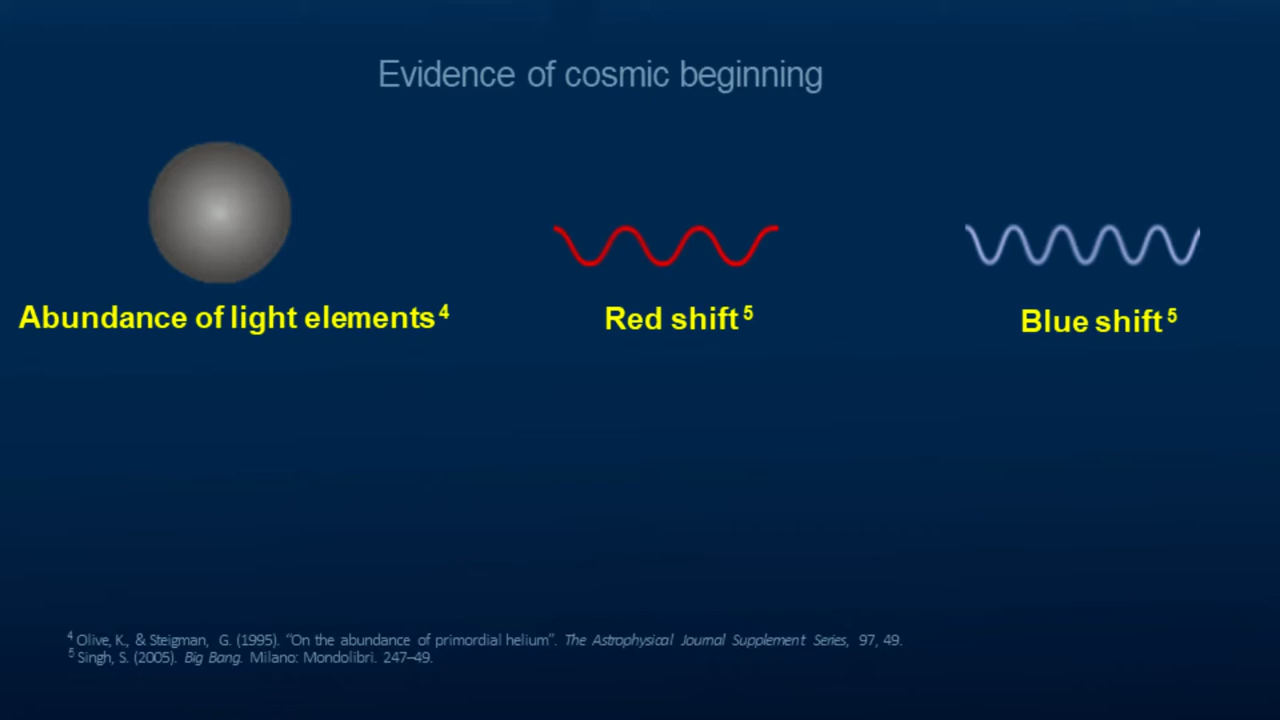 Evidence of cosmic beginning
Abundance of light elements⁴
Red shift⁵
Blue shift⁵
⁴ Olive, K., & Steigman, G. (1995). “On the abundance of primordial helium”. The Astrophysical Journal Supplement Series, 97, 49.
⁵ Singh, S. (2005). Big Bang. Milano: Mondolibri. 247–49.